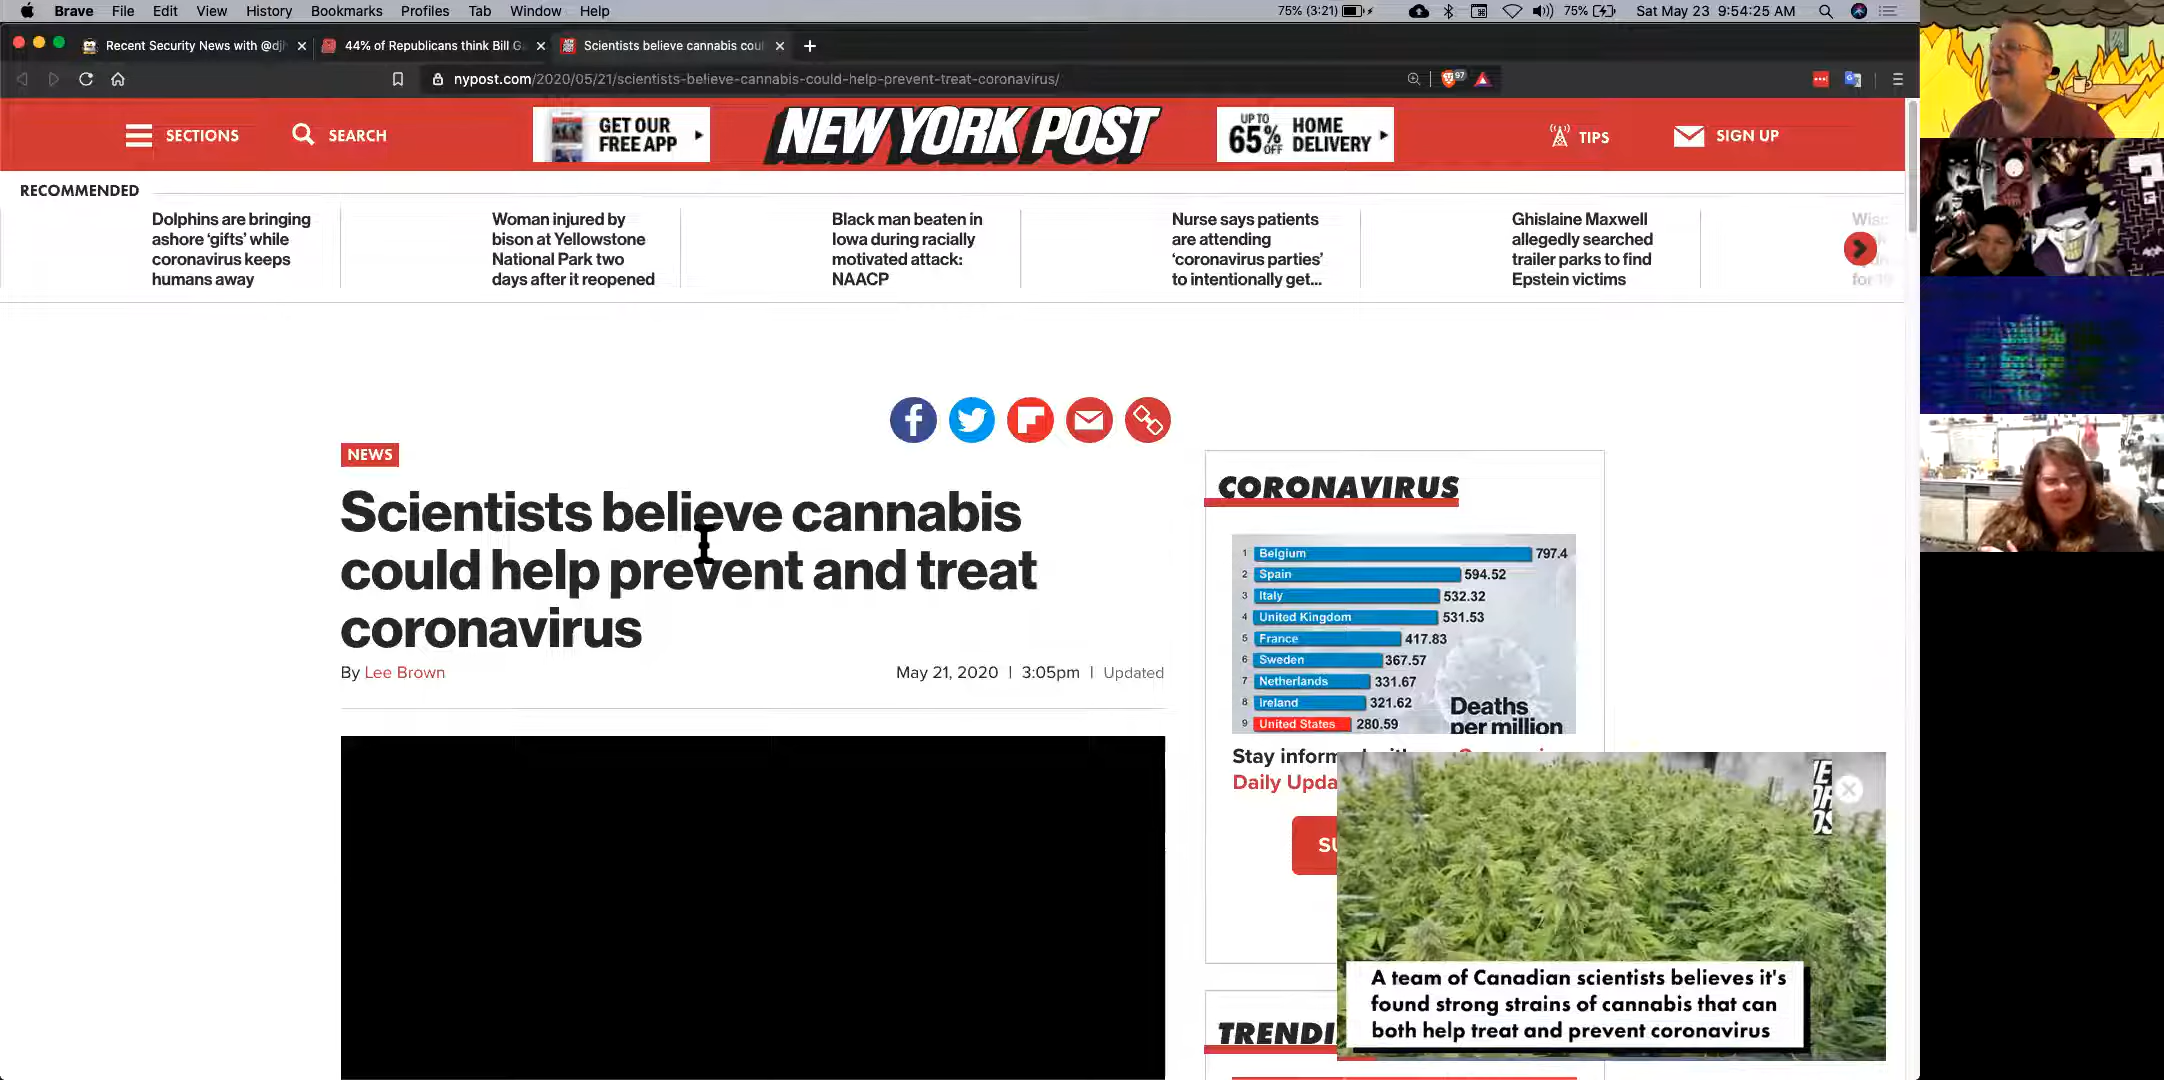 Brave File Edit View History Bookmarks Profiles Tab Window Help 75% (3:21) 75% Sat May 23 9:54:25 AM
Recent Security News with @dj 44% of Republicans think Bill G Scientists believe cannabis cou
nypost.com/2020/05/21/scientists-believe-cannabis-could-help-prevent-treat-coronavirus/ 97
SECTIONS SEARCH
GET OUR
FREE APP
NEW YORK POST
UP TO
65% OFF
HOME
DELIVERY
TIPS SIGN UP
RECOMMENDED
Dolphins are bringing
ashore ‘gifts’ while
coronavirus keeps
humans away
Woman injured by
bison at Yellowstone
National Park two
days after it reopened
Black man beaten in
Iowa during racially
motivated attack:
NAACP
Nurse says patients
are attending
‘coronavirus parties’
to intentionally get...
Ghislaine Maxwell
allegedly searched
trailer parks to find
Epstein victims
for
NEWS
Scientists believe cannabis
could help prevent and treat
coronavirus
By Lee Brown May 21, 2020 | 3:05pm | Updated
CORONAVIRUS
1 Belgium 797.4
2 Spain 594.52
3 Italy 532.32
4 United Kingdom 531.53
5 France 417.83
6 Sweden 367.57
7 Netherlands 331.67
8 Ireland 321.62
9 United States 280.59
Deaths
per million
Stay inform
Daily Upda
SU
A team of Canadian scientists believes it's
found strong strains of cannabis that can
both help treat and prevent coronavirus
TRENDI